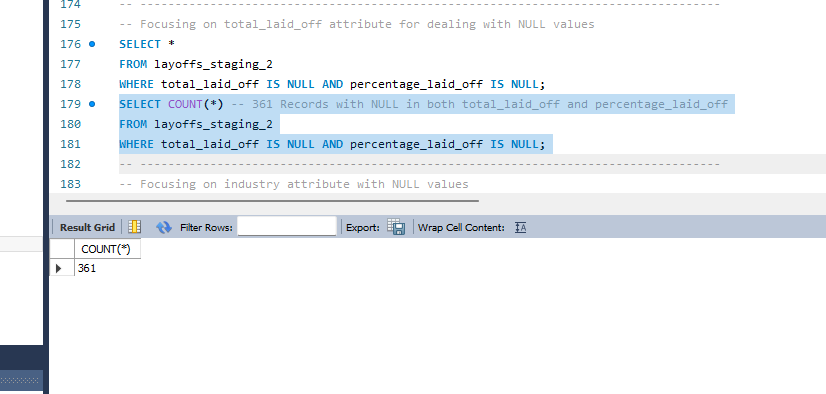 174 -- -----------------------------------------------------------------------------------
175 -- Focusing on total_laid_off attribute for dealing with NULL values
176 SELECT *
177 FROM layoffs_staging_2
178 WHERE total_laid_off IS NULL AND percentage_laid_off IS NULL;
179 SELECT COUNT(*) -- 361 Records with NULL in both total_laid_off and percentage_laid_off
180 FROM layoffs_staging_2
181 WHERE total_laid_off IS NULL AND percentage_laid_off IS NULL;
182 -- -----------------------------------------------------------------------------------
183 -- Focusing on industry attribute with NULL values
Result Grid Filter Rows: Export: Wrap Cell Content: IA
COUNT(*)
361